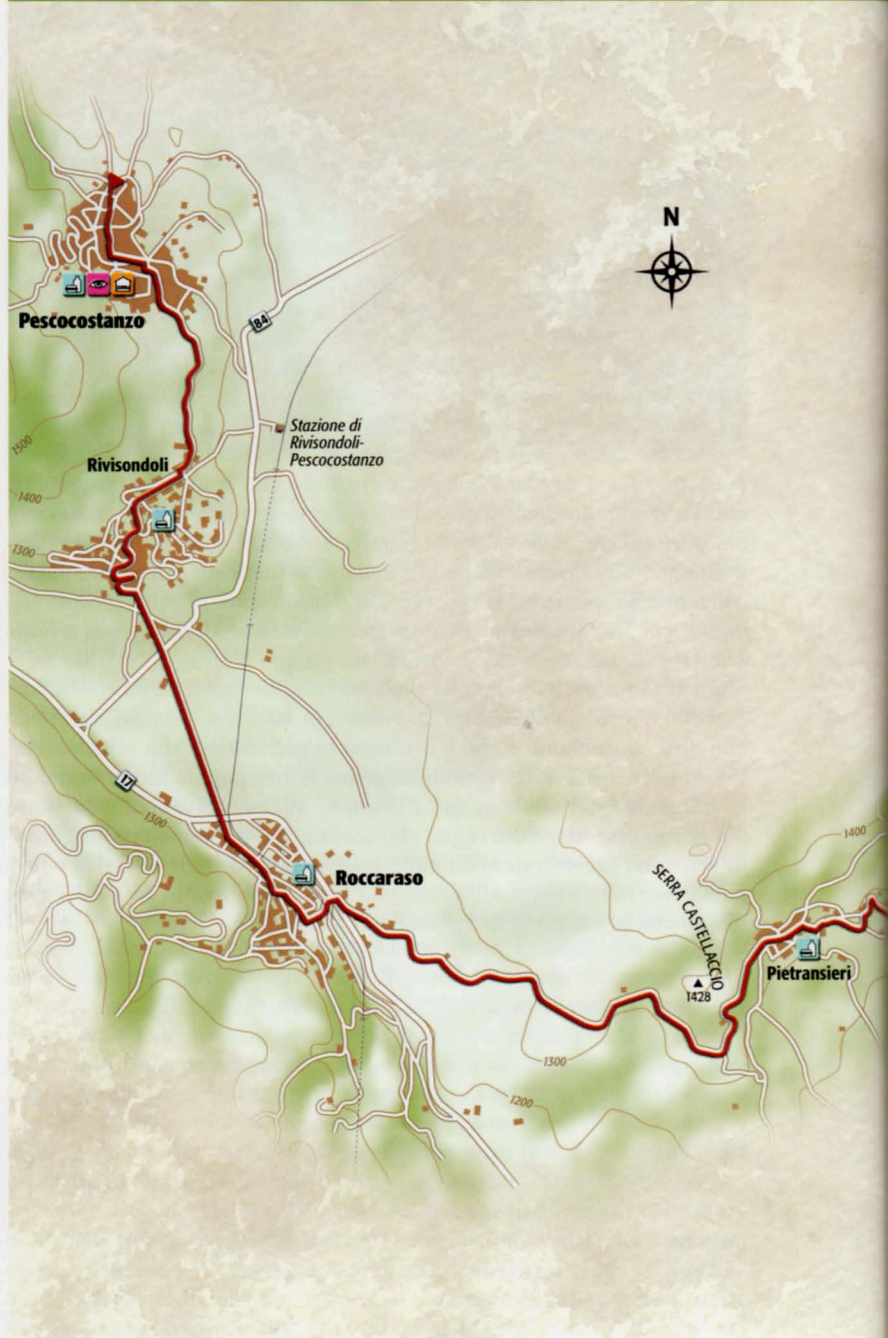 N
Pescocostanzo
84
Stazione di
Rivisondoli-
Pescocostanzo
1500
Rivisondoli
1400
1300
17
1300
1400
SERRA CASTELLACCIO
Roccaraso
Pietransieri
1428
1300
1200